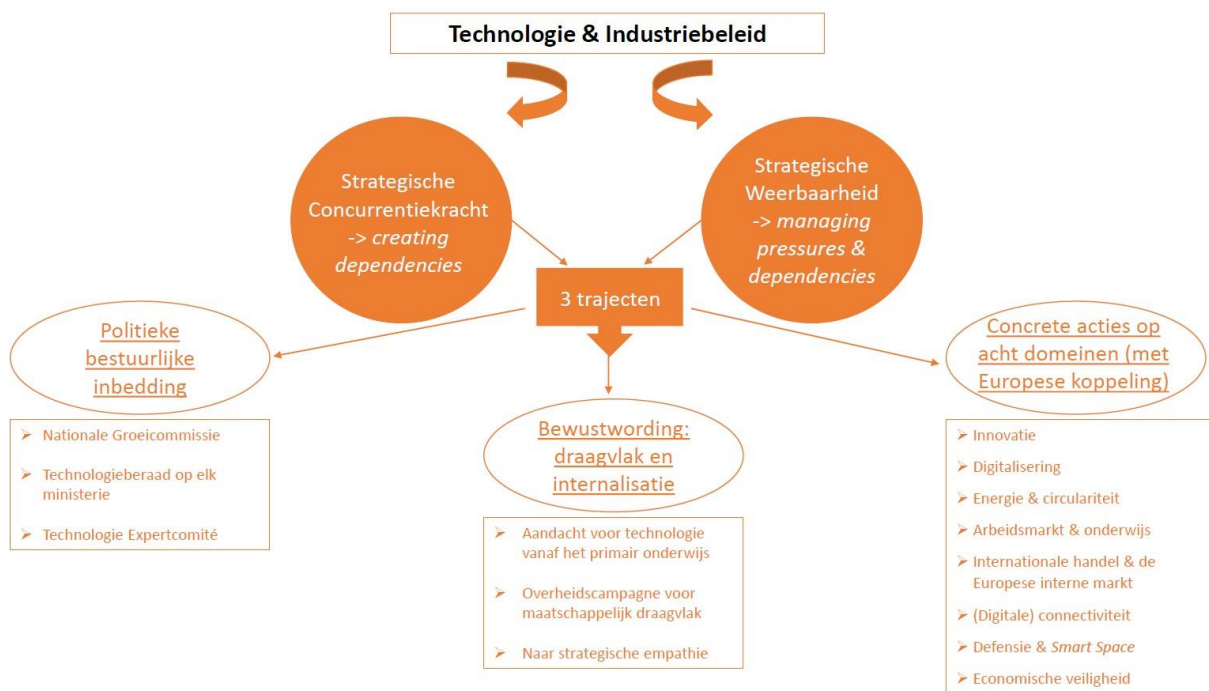 Technologie & Industriebeleid
Strategische
Concurrentiekracht
-> creating
dependencies
Strategische
Weerbaarheid
-> managing
pressures &
dependencies
3 trajecten
Politieke
bestuurlijke
inbedding
➢ Nationale Groeicommissie
➢ Technologieberaad op elk
ministerie
➢ Technologie Expertcomité
Bewustwording:
draagvlak en
internalisatie
➢ Aandacht voor technologie
vanaf het primair onderwijs
➢ Overheidscampagne voor
maatschappelijk draagvlak
➢ Naar strategische empathie
Concrete acties op
acht domeinen (met
Europese koppeling)
➢ Innovatie
➢ Digitalisering
➢ Energie & circulariteit
➢ Arbeidsmarkt & onderwijs
➢ Internationale handel & de
Europese interne markt
➢ (Digitale) connectiviteit
➢ Defensie & Smart Space
➢ Economische veiligheid